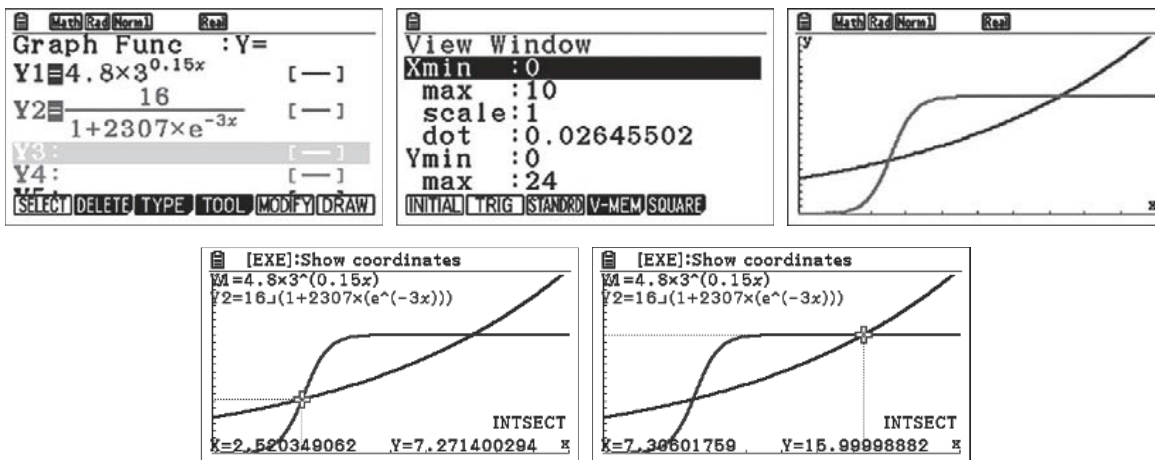 Math Rad Norm1 Real
Graph Func :Y=
Y1=4.8×3^0.15x [—]
Y2=16/(1+2307×e^-3x) [—]
Y3: [—]
Y4: [—]
SELECT DELETE TYPE TOOL MODIFY DRAW
View Window
Xmin :0
max :10
scale:1
dot :0.02645502
Ymin :0
max :24
INITIAL TRIG STANDRD V-MEM SQUARE
Math Rad Norm1 Real
y
x
[EXE]:Show coordinates
Y1=4.8×3^(0.15x)
Y2=16⌟(1+2307×(e^(-3x)))
INTSECT
X=2.520349062 Y=7.271400294 x
[EXE]:Show coordinates
Y1=4.8×3^(0.15x)
Y2=16⌟(1+2307×(e^(-3x)))
INTSECT
X=7.30601759 Y=15.99998882 x